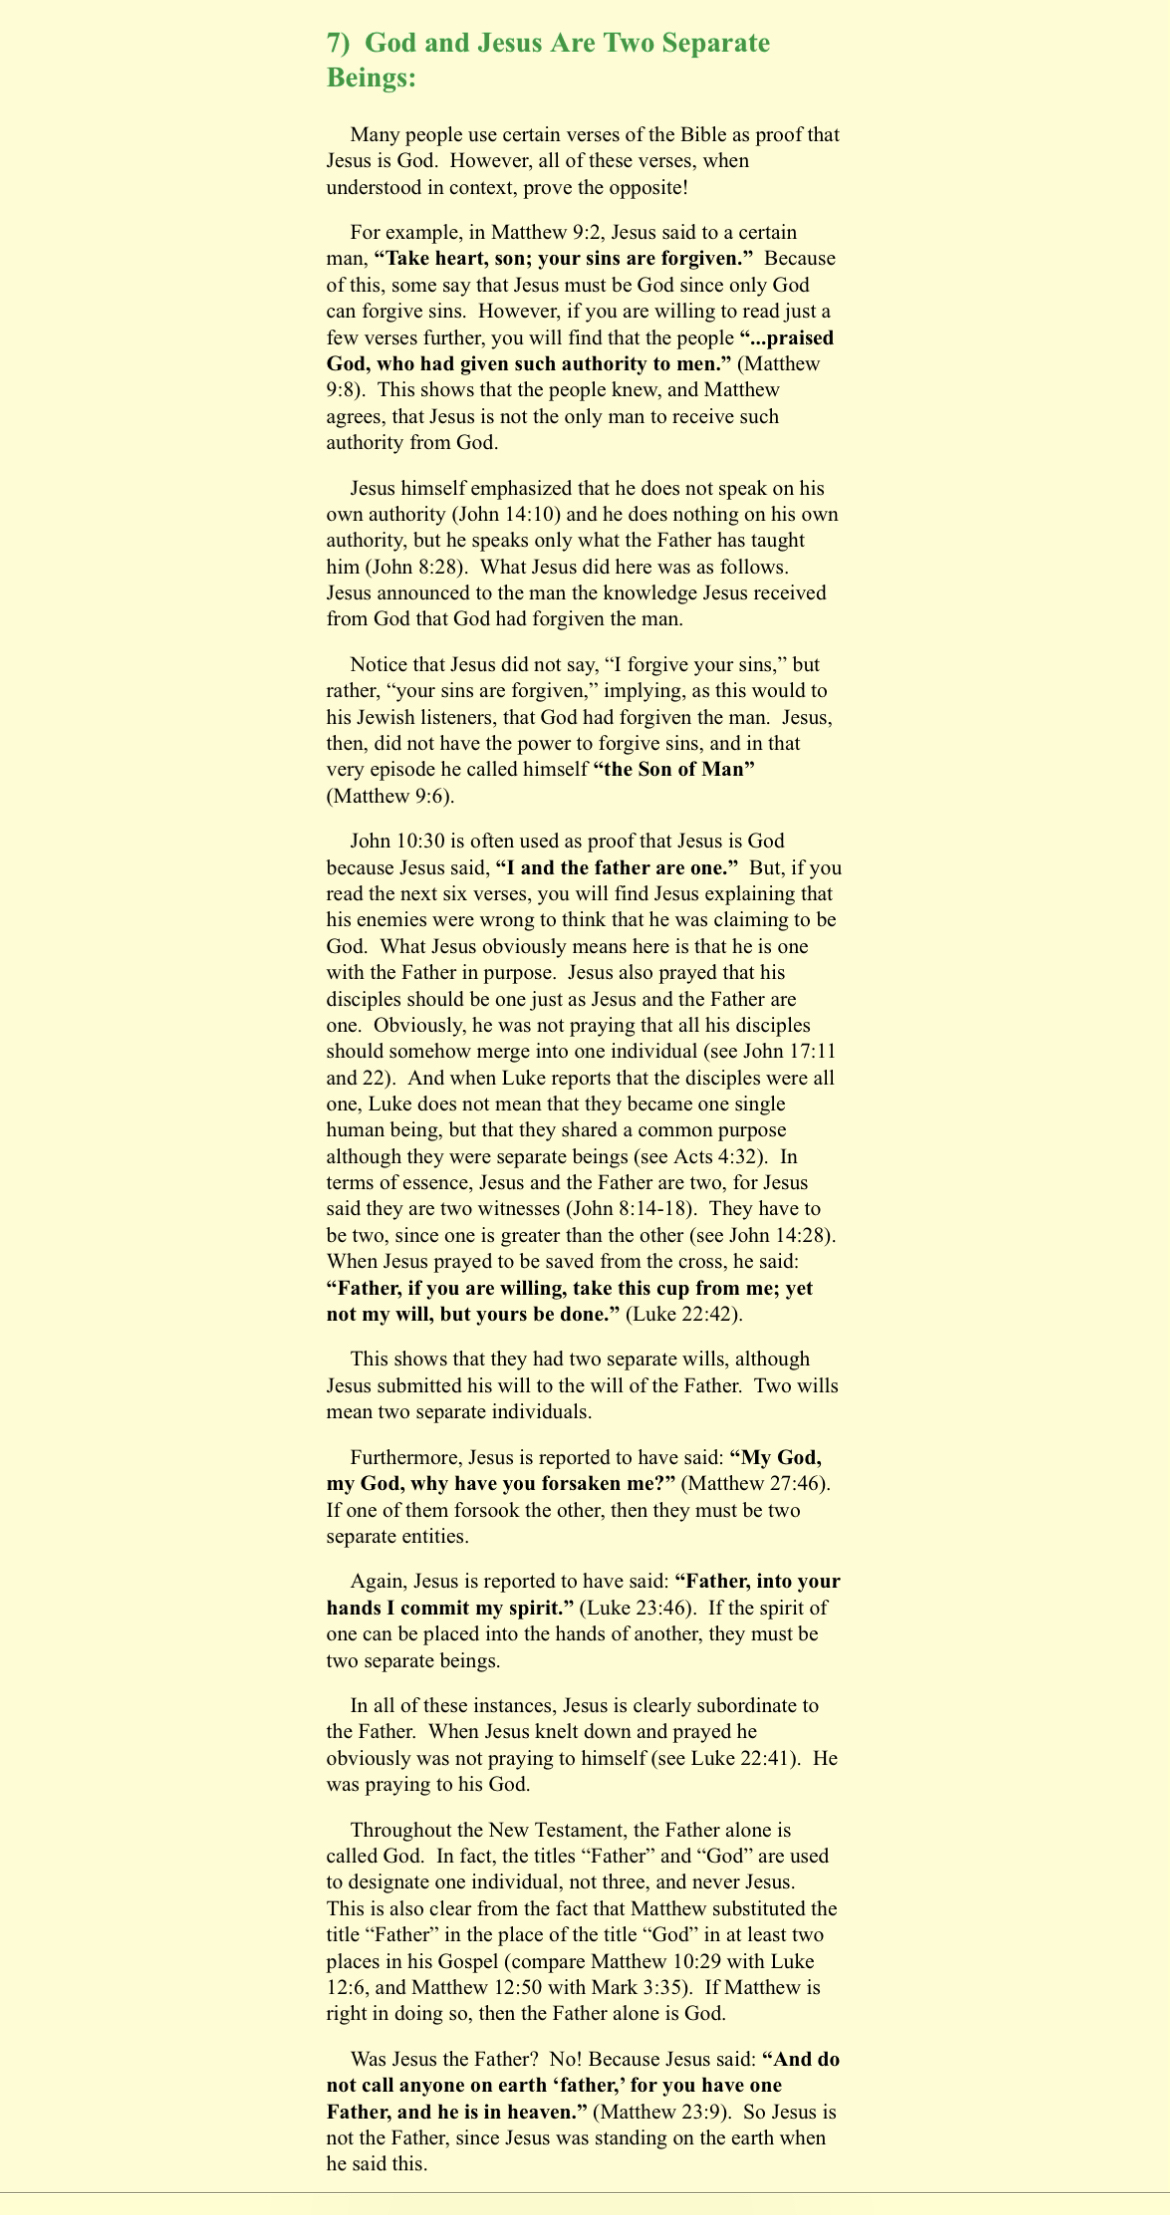 7)  God and Jesus Are Two Separate
Beings:
Many people use certain verses of the Bible as proof that
Jesus is God.  However, all of these verses, when
understood in context, prove the opposite!
For example, in Matthew 9:2, Jesus said to a certain
man, “Take heart, son; your sins are forgiven.”  Because
of this, some say that Jesus must be God since only God
can forgive sins.  However, if you are willing to read just a
few verses further, you will find that the people “...praised
God, who had given such authority to men.” (Matthew
9:8).  This shows that the people knew, and Matthew
agrees, that Jesus is not the only man to receive such
authority from God.
Jesus himself emphasized that he does not speak on his
own authority (John 14:10) and he does nothing on his own
authority, but he speaks only what the Father has taught
him (John 8:28).  What Jesus did here was as follows.
Jesus announced to the man the knowledge Jesus received
from God that God had forgiven the man.
Notice that Jesus did not say, “I forgive your sins,” but
rather, “your sins are forgiven,” implying, as this would to
his Jewish listeners, that God had forgiven the man.  Jesus,
then, did not have the power to forgive sins, and in that
very episode he called himself “the Son of Man”
(Matthew 9:6).
John 10:30 is often used as proof that Jesus is God
because Jesus said, “I and the father are one.”  But, if you
read the next six verses, you will find Jesus explaining that
his enemies were wrong to think that he was claiming to be
God.  What Jesus obviously means here is that he is one
with the Father in purpose.  Jesus also prayed that his
disciples should be one just as Jesus and the Father are
one.  Obviously, he was not praying that all his disciples
should somehow merge into one individual (see John 17:11
and 22).  And when Luke reports that the disciples were all
one, Luke does not mean that they became one single
human being, but that they shared a common purpose
although they were separate beings (see Acts 4:32).  In
terms of essence, Jesus and the Father are two, for Jesus
said they are two witnesses (John 8:14-18).  They have to
be two, since one is greater than the other (see John 14:28).
When Jesus prayed to be saved from the cross, he said:
“Father, if you are willing, take this cup from me; yet
not my will, but yours be done.” (Luke 22:42).
This shows that they had two separate wills, although
Jesus submitted his will to the will of the Father.  Two wills
mean two separate individuals.
Furthermore, Jesus is reported to have said: “My God,
my God, why have you forsaken me?” (Matthew 27:46).
If one of them forsook the other, then they must be two
separate entities.
Again, Jesus is reported to have said: “Father, into your
hands I commit my spirit.” (Luke 23:46).  If the spirit of
one can be placed into the hands of another, they must be
two separate beings.
In all of these instances, Jesus is clearly subordinate to
the Father.  When Jesus knelt down and prayed he
obviously was not praying to himself (see Luke 22:41).  He
was praying to his God.
Throughout the New Testament, the Father alone is
called God.  In fact, the titles “Father” and “God” are used
to designate one individual, not three, and never Jesus.
This is also clear from the fact that Matthew substituted the
title “Father” in the place of the title “God” in at least two
places in his Gospel (compare Matthew 10:29 with Luke
12:6, and Matthew 12:50 with Mark 3:35).  If Matthew is
right in doing so, then the Father alone is God.
Was Jesus the Father?  No! Because Jesus said: “And do
not call anyone on earth ‘father,’ for you have one
Father, and he is in heaven.” (Matthew 23:9).  So Jesus is
not the Father, since Jesus was standing on the earth when
he said this.